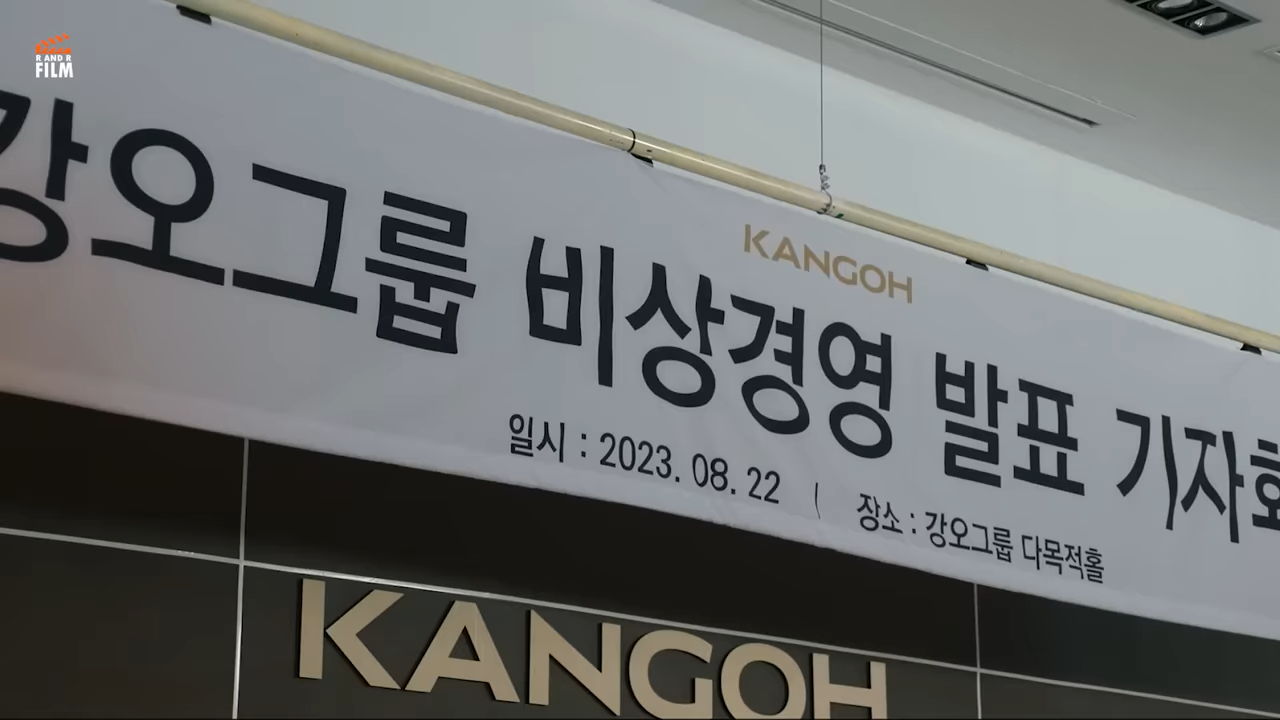 R AND R
FILM
KANGOH
강오그룹 비상경영 발표 기자회
일시 : 2023. 08. 22 | 장소 : 강오그룹 다목적홀
KANGOH